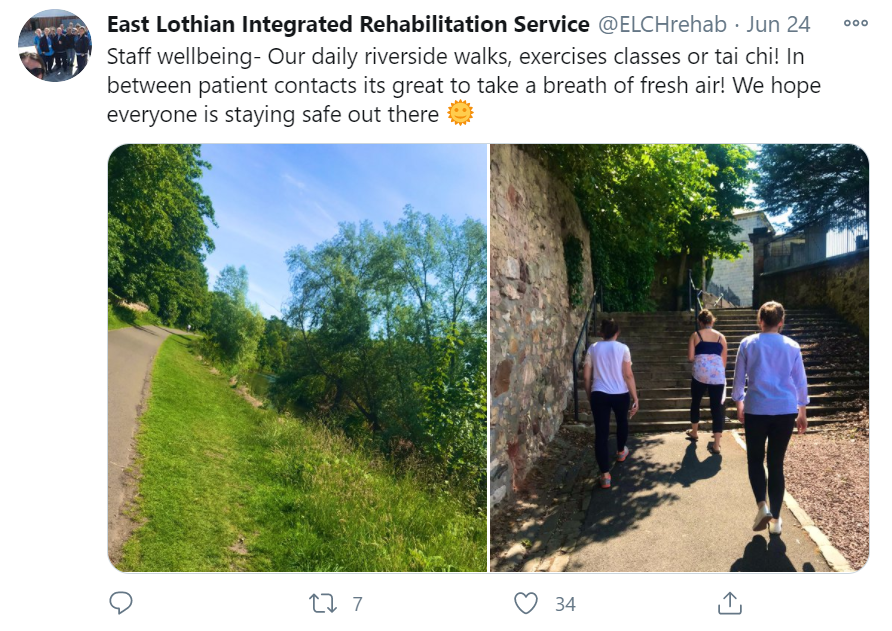 East Lothian Integrated Rehabilitation Service @ELCHrehab · Jun 24
Staff wellbeing- Our daily riverside walks, exercises classes or tai chi! In
between patient contacts its great to take a breath of fresh air! We hope
everyone is staying safe out there 🌞
7 34